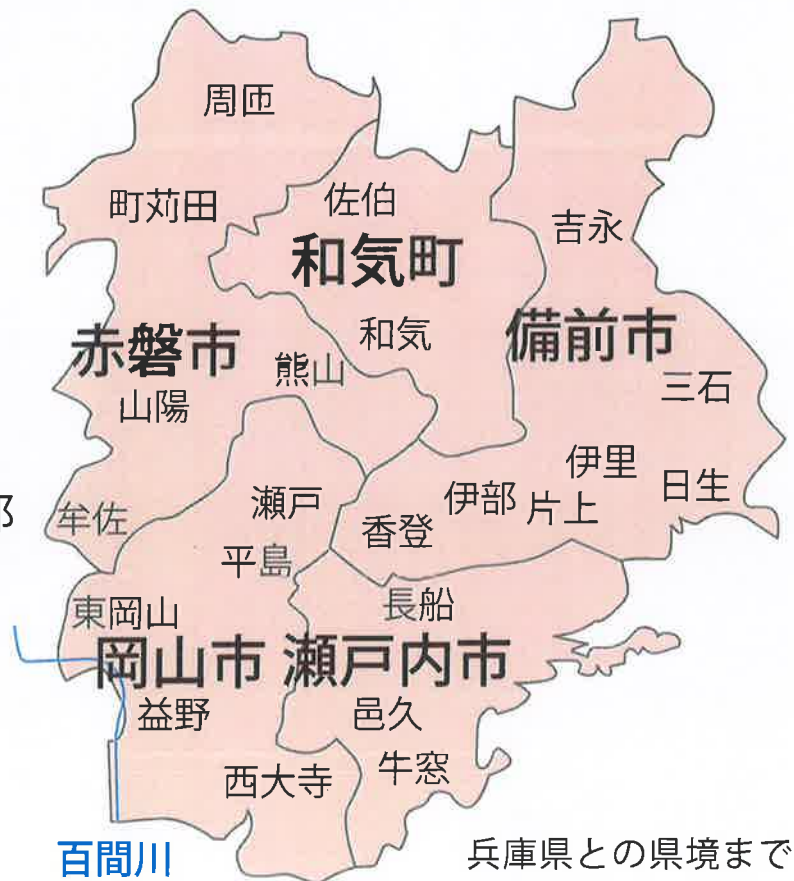 周匝
町苅田
佐伯
吉永
和気町
和気
赤磐市
備前市
熊山
三石
山陽
伊里
瀬戸
伊部
片上
日生
牟佐
香登
平島
長船
東岡山
岡山市
瀬戸内市
益野
邑久
西大寺
牛窓
百間川
兵庫県との県境まで